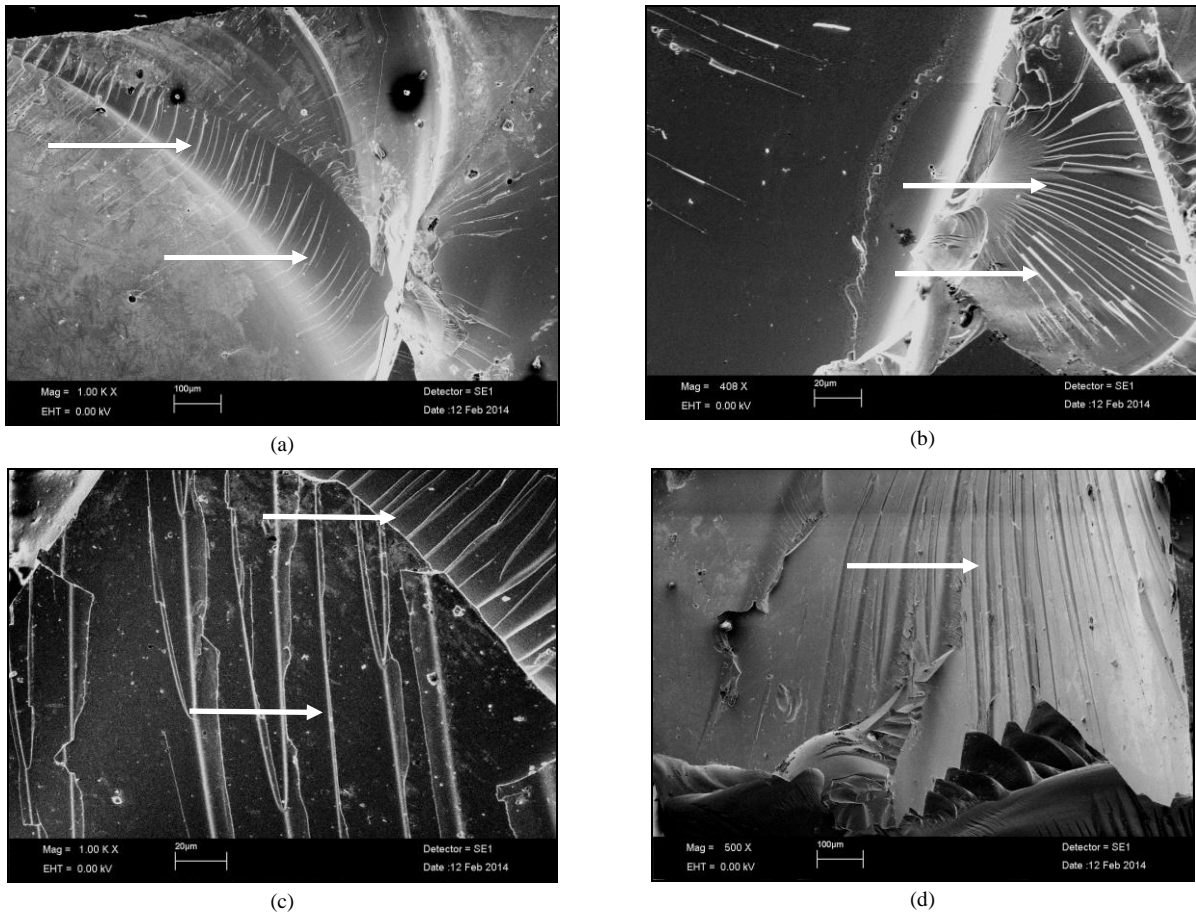 Mag = 1.00 K X 100µm Detector = SE1
EHT = 0.00 kV Date :12 Feb 2014
(a)
Mag = 408 X 20µm Detector = SE1
EHT = 0.00 kV Date :12 Feb 2014
(b)
Mag = 1.00 K X 20µm Detector = SE1
EHT = 0.00 kV Date :12 Feb 2014
(c)
Mag = 500 X 100µm Detector = SE1
EHT = 0.00 kV Date :12 Feb 2014
(d)